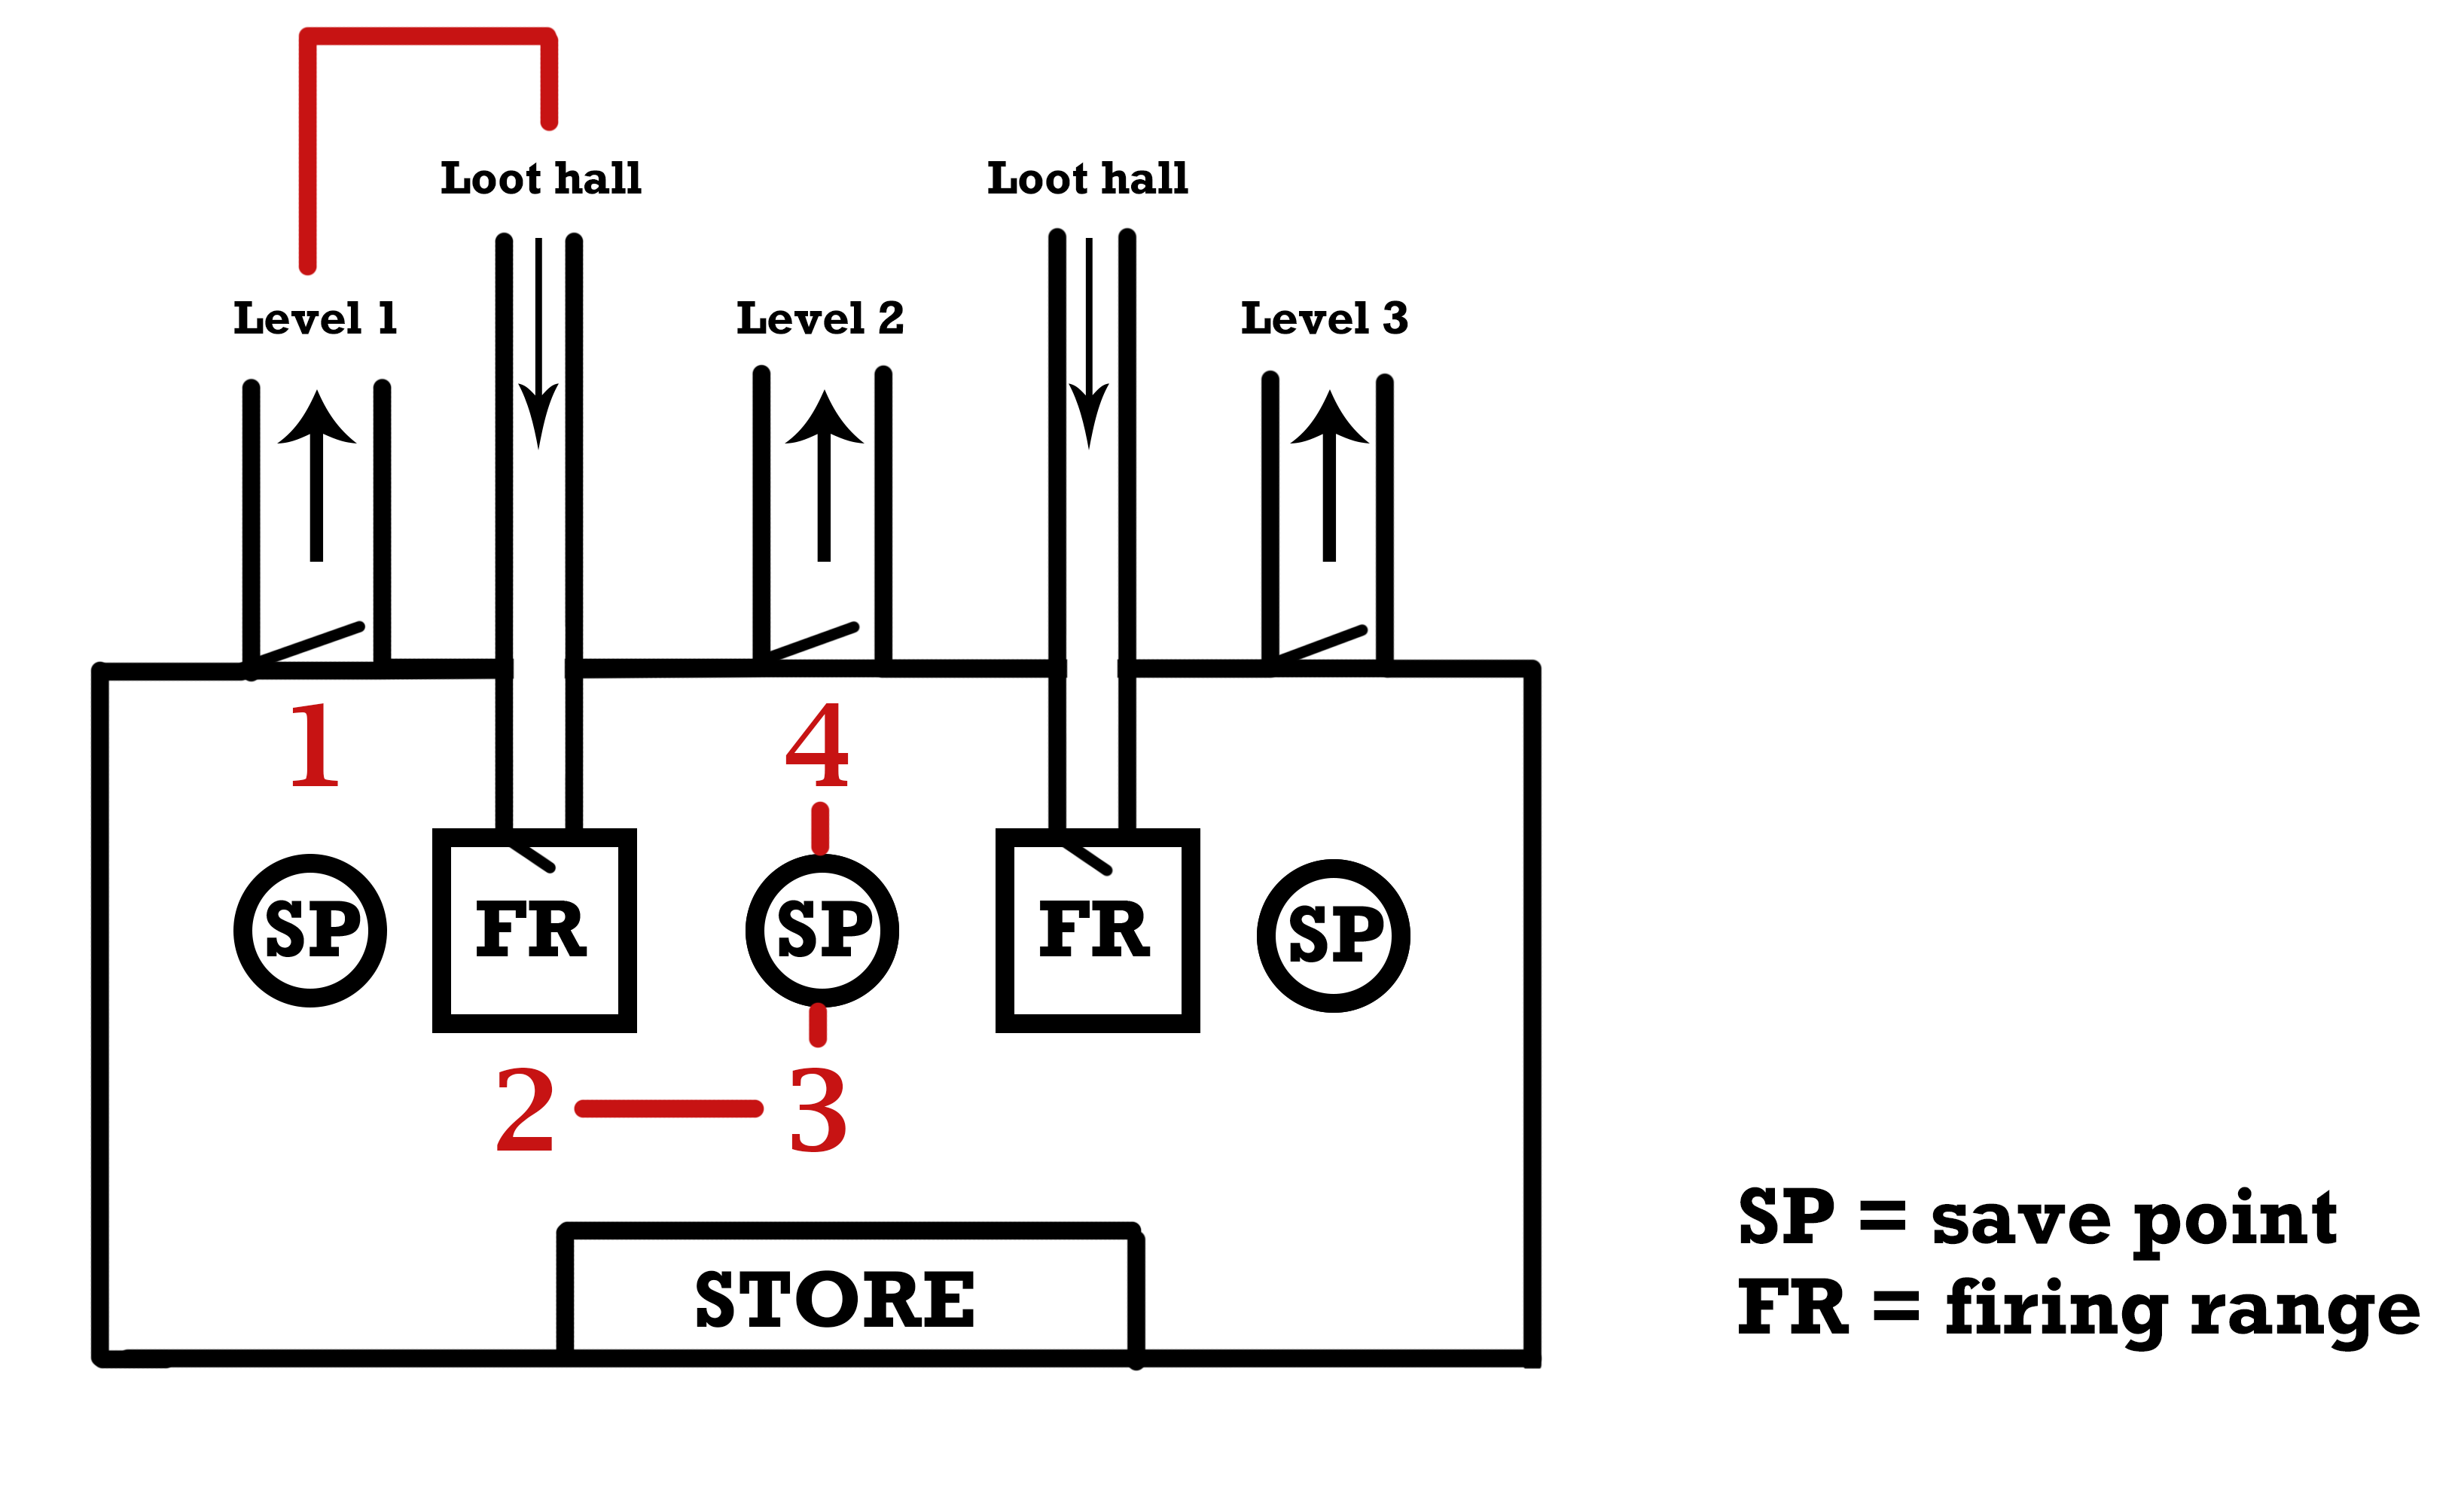 Loot hall
Loot hall
Level 1
Level 2
Level 3
1
4
SP
FR
SP
FR
SP
2
3
STORE
SP = save point
FR = firing range